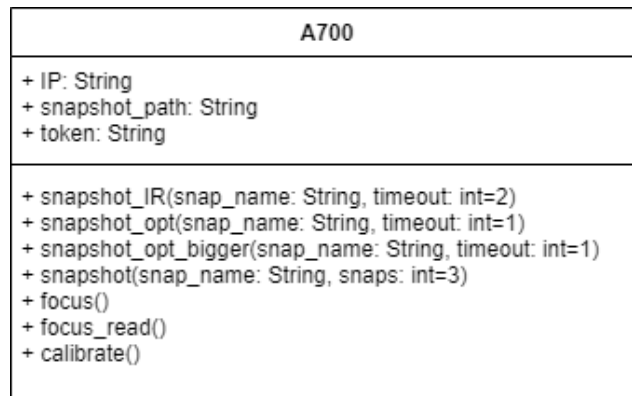 A700
+ IP: String
+ snapshot_path: String
+ token: String
+ snapshot_IR(snap_name: String, timeout: int=2)
+ snapshot_opt(snap_name: String, timeout: int=1)
+ snapshot_opt_bigger(snap_name: String, timeout: int=1)
+ snapshot(snap_name: String, snaps: int=3)
+ focus()
+ focus_read()
+ calibrate()